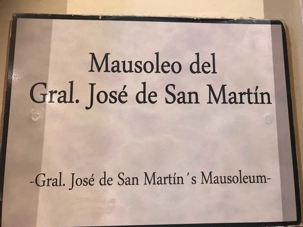 Mausoleo del
Gral. José de San Martín
-Gral. José de San Martín´s Mausoleum-